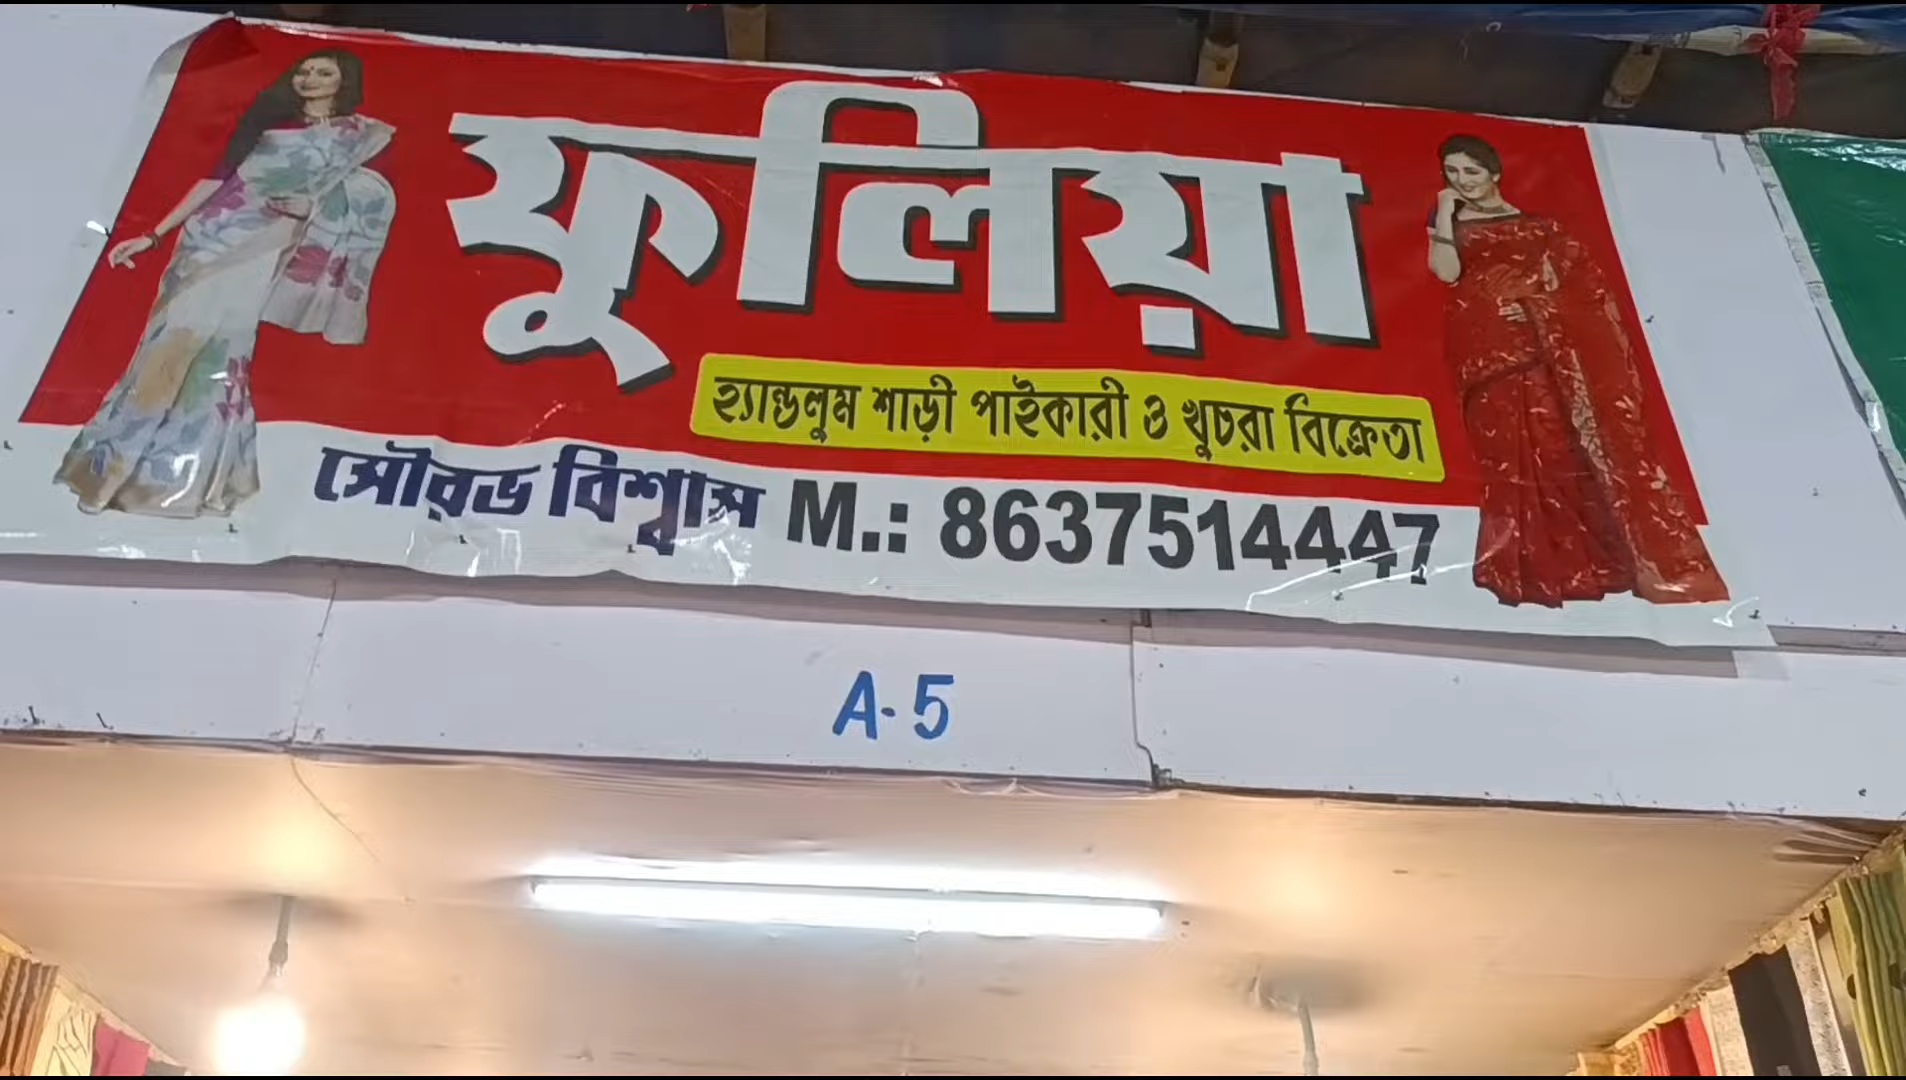 ফুলিয়া
হ্যান্ডলুম শাড়ী পাইকারী ও খুচরা বিক্রেতা
সৌরভ বিশ্বাস M.: 8637514447
A-5